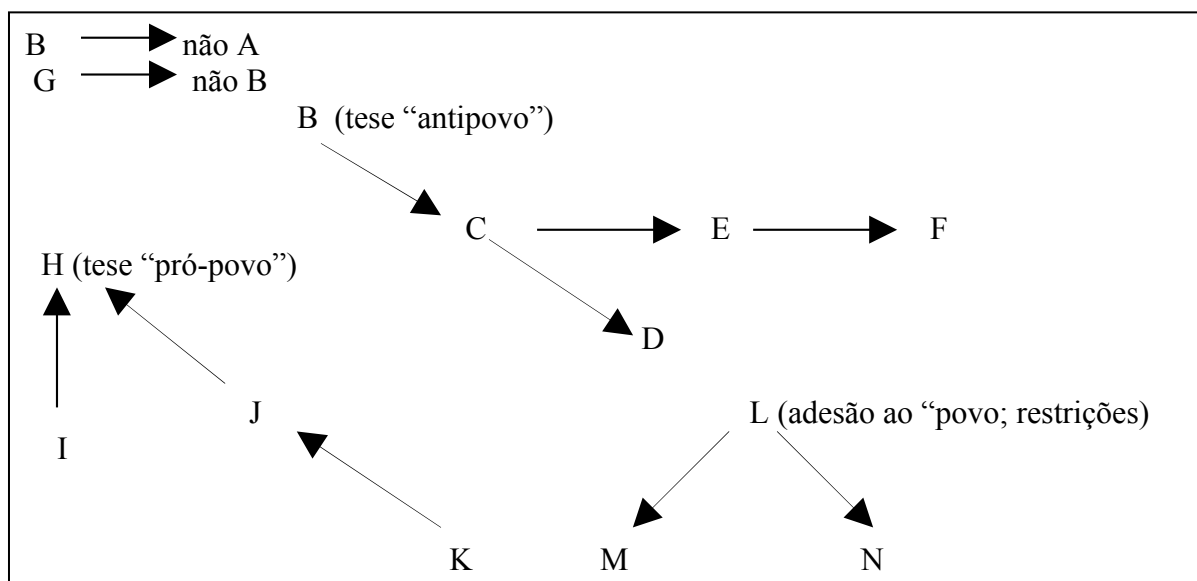 B não A
G não B
B (tese “antipovo”)
C E F
H (tese “pró-povo”)
D
J L (adesão ao “povo; restrições)
I
K M N